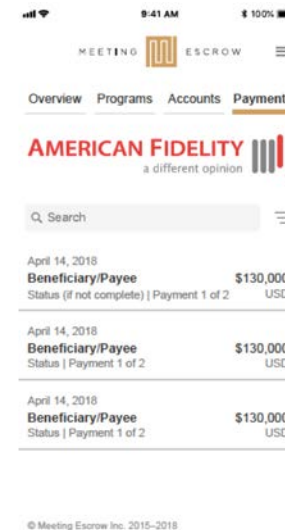 9:41 AM 100%
MEETING ESCROW
Overview Programs Accounts Payment
AMERICAN FIDELITY
a different opinion
Search
April 14, 2018
Beneficiary/Payee $130,000
Status (if not complete) | Payment 1 of 2 USD
April 14, 2018
Beneficiary/Payee $130,000
Status | Payment 1 of 2 USD
April 14, 2018
Beneficiary/Payee $130,000
Status | Payment 1 of 2 USD
© Meeting Escrow Inc. 2015–2018